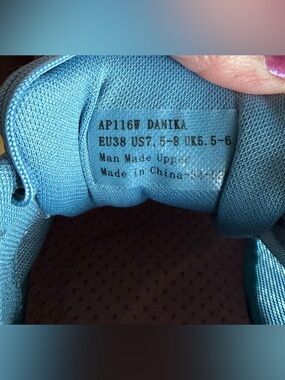 AP116W DANIKA
EU38 US7,5-8 UK5.5-6
Man Made Upper
Made in China-